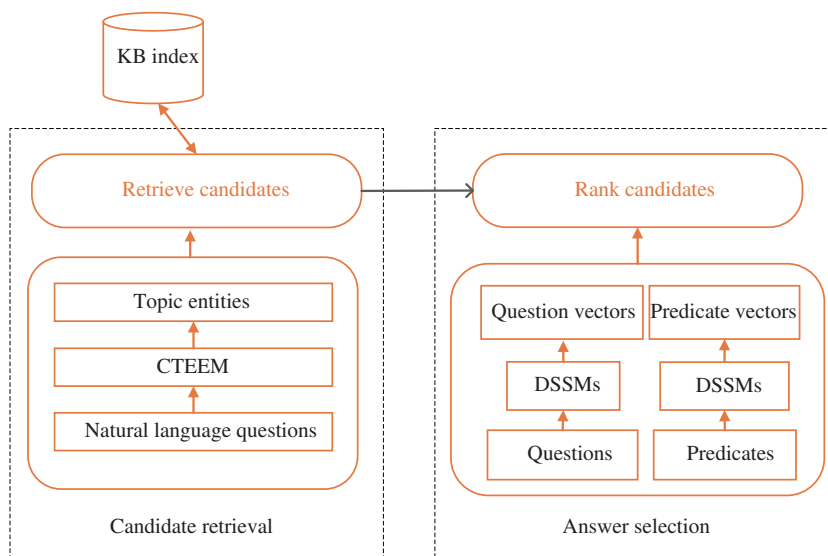 KB index
Retrieve candidates
Topic entities
CTEEM
Natural language questions
Candidate retrieval
Rank candidates
Question vectors
Predicate vectors
DSSMs
DSSMs
Questions
Predicates
Answer selection